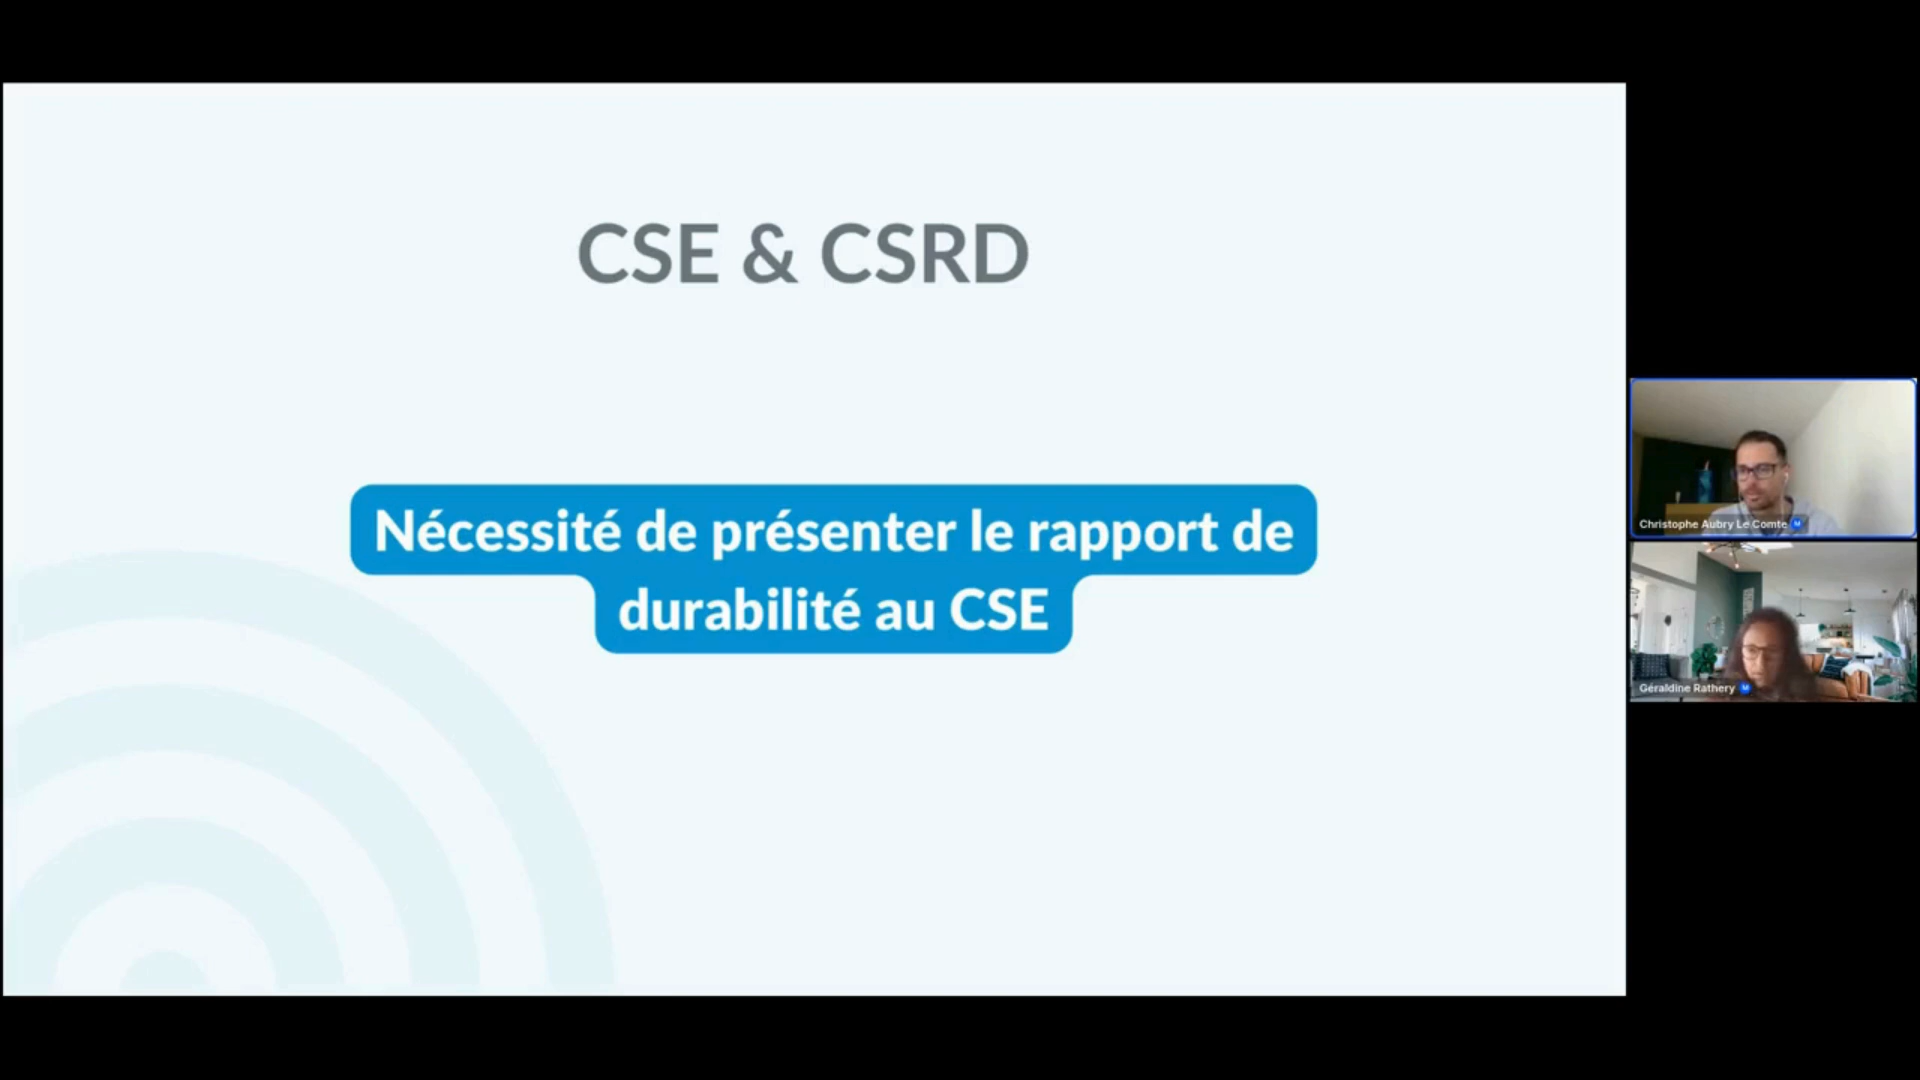 CSE & CSRD
Nécessité de présenter le rapport de
durabilité au CSE
Christophe Aubry Le Comte M
Géraldine Rathery M